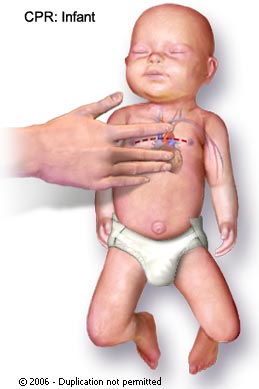 CPR: Infant
© 2006 - Duplication not permitted